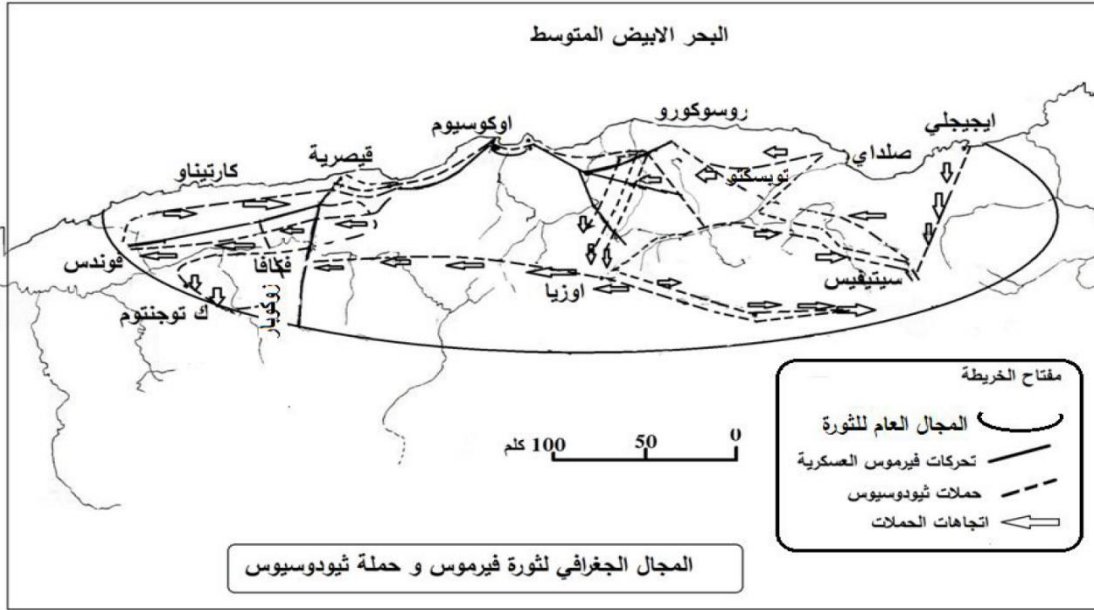 البحر الابيض المتوسط
ايجيجلي
روسوكورو
صلداي
اوكوسيوم
قيصرية
كارتيناو
توبسكتو
فوندس
فكافا
سيتيفيس
اوزيا
ك توجنتوم
زوكوبار
مفتاح الخريطة
المجال العام للثورة
تحركات فيرموس العسكرية
حملات ثيودوسيوس
اتجاهات الحملات
0 50 100 كلم
المجال الجغرافي لثورة فيرموس و حملة ثيودوسيوس